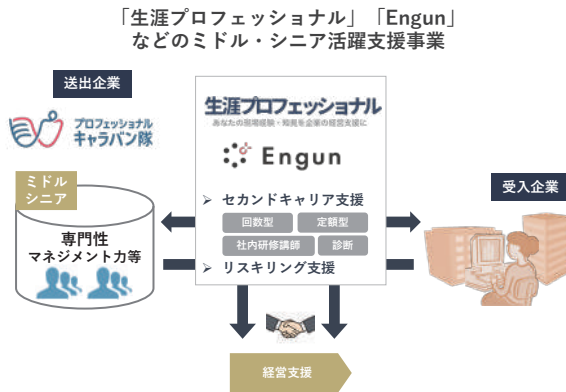 「生涯プロフェッショナル」「Engun」
などのミドル・シニア活躍支援事業
送出企業
プロフェッショナル
キャラバン隊
ミドル
シニア
専門性
マネジメント力等
生涯プロフェッショナル
あなたの現場経験・知見を企業の経営支援に
Engun
➢ セカンドキャリア支援
回数型
定額型
社内研修講師
診断
➢ リスキリング支援
受入企業
経営支援